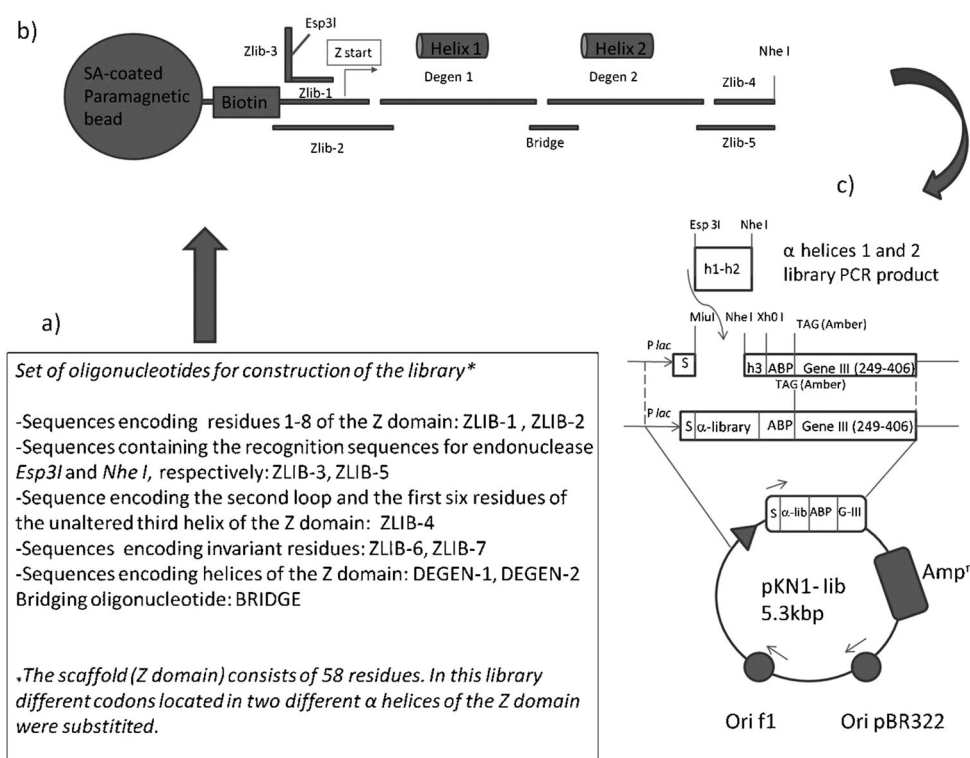 b)
Esp3I
Zlib-3
Z start
Helix 1
Helix 2
Nhe I
SA-coated
Paramagnetic
bead
Biotin
Zlib-1
Degen 1
Degen 2
Zlib-4
Zlib-2
Bridge
Zlib-5
a)
Set of oligonucleotides for construction of the library*
-Sequences encoding residues 1-8 of the Z domain: ZLIB-1 , ZLIB-2
-Sequences containing the recognition sequences for endonuclease
Esp3I and Nhe I, respectively: ZLIB-3, ZLIB-5
-Sequence encoding the second loop and the first six residues of
the unaltered third helix of the Z domain: ZLIB-4
-Sequences encoding invariant residues: ZLIB-6, ZLIB-7
-Sequences encoding helices of the Z domain: DEGEN-1, DEGEN-2
Bridging oligonucleotide: BRIDGE
*The scaffold (Z domain) consists of 58 residues. In this library
different codons located in two different α helices of the Z domain
were substitited.
c)
Esp 3I
Nhe I
h1-h2
α helices 1 and 2
library PCR product
Mlul
Nhe I
Xh0 I
TAG (Amber)
P lac
S
h3
ABP
Gene III (249-406)
TAG (Amber)
P lac
S
α-library
ABP
Gene III (249-406)
S
α-lib
ABP
G-III
pKN1- lib
5.3kbp
Ampʳ
Ori f1
Ori pBR322